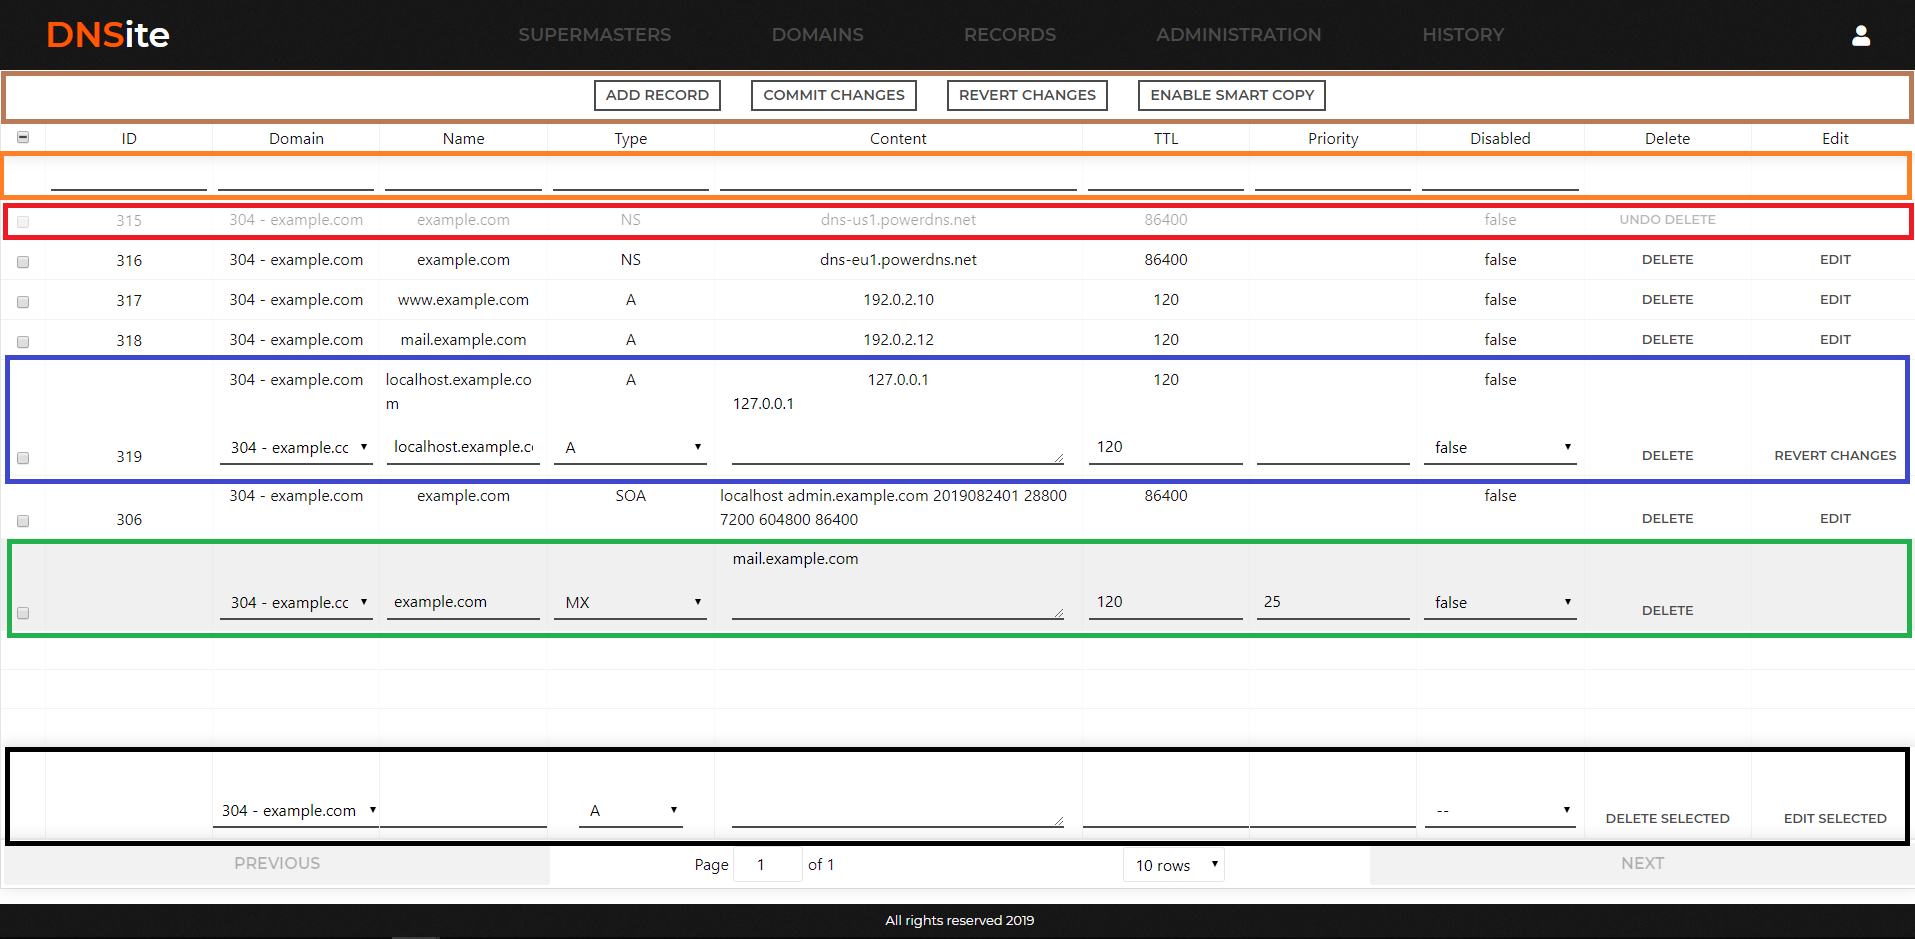 DNSite SUPERMASTERS DOMAINS RECORDS ADMINISTRATION HISTORY
ADD RECORD COMMIT CHANGES REVERT CHANGES ENABLE SMART COPY
ID Domain Name Type Content TTL Priority Disabled Delete Edit
315 304 - example.com example.com NS dns-us1.powerdns.net 86400 false UNDO DELETE
316 304 - example.com example.com NS dns-eu1.powerdns.net 86400 false DELETE EDIT
317 304 - example.com www.example.com A 192.0.2.10 120 false DELETE EDIT
318 304 - example.com mail.example.com A 192.0.2.12 120 false DELETE EDIT
304 - example.com localhost.example.co A 127.0.0.1 120 false
m 127.0.0.1
304 - example.cc localhost.example.c A 120 false
319 DELETE REVERT CHANGES
304 - example.com example.com SOA localhost admin.example.com 2019082401 28800 86400 false
306 7200 604800 86400 DELETE EDIT
mail.example.com
304 - example.cc example.com MX 120 25 false DELETE
304 - example.com A -- DELETE SELECTED EDIT SELECTED
PREVIOUS Page 1 of 1 10 rows NEXT
All rights reserved 2019